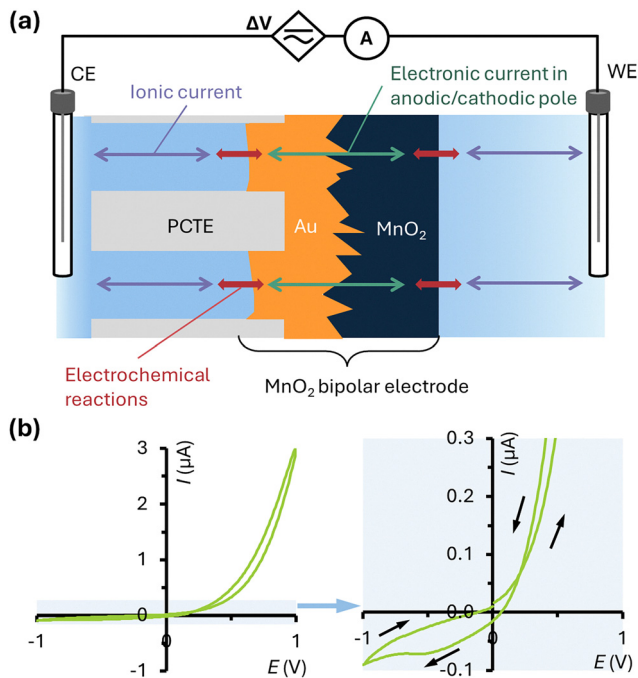 (a)
ΔV
A
CE
WE
Ionic current
Electronic current in
anodic/cathodic pole
PCTE
Au
MnO₂
Electrochemical
reactions
MnO₂ bipolar electrode
(b)
3
I (μA)
2
1
0
-1
0
1
-1
E (V)
0.3
I (μA)
0.2
0.1
0.0
-1
0
1
-0.1
E (V)